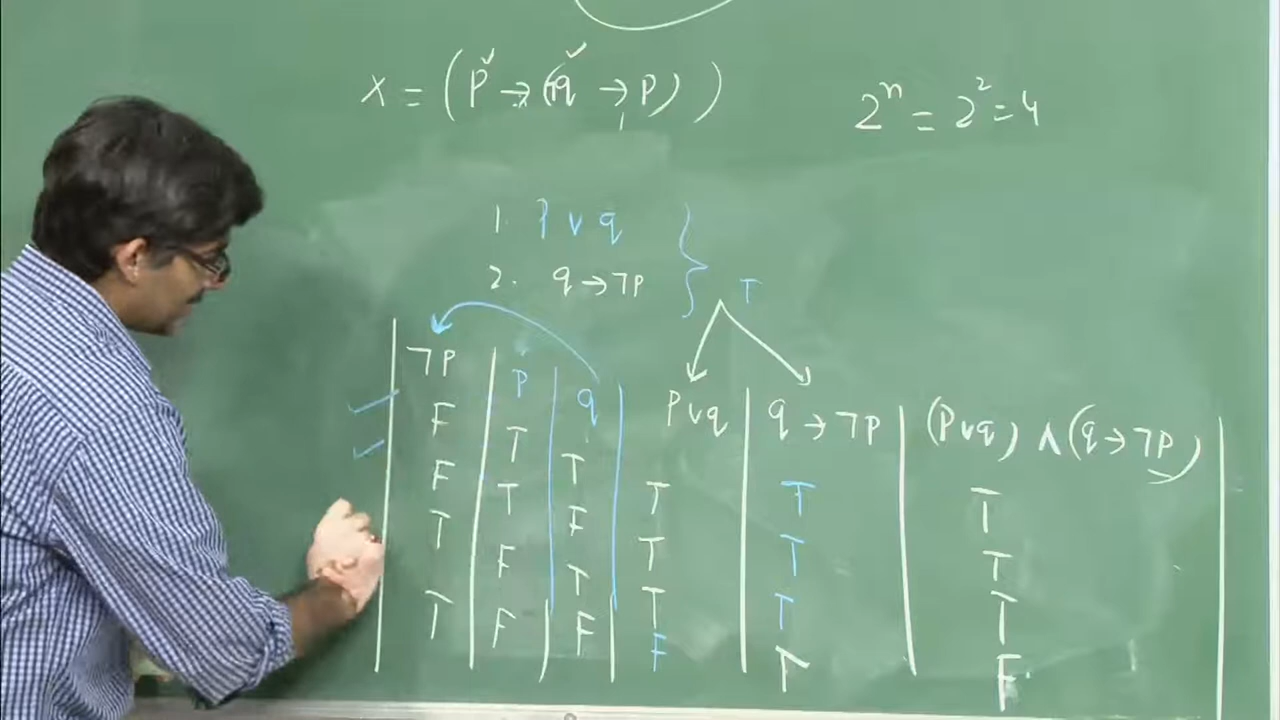 X = (P → (q → P))
2ⁿ = 2² = 4
1. P ∨ q
2. q → ¬P
T
¬P P q P∨q q → ¬P (P∨q) ∧ (q → ¬P)
F T T T T T
F T F T T T
T F T T T T
T F F F F